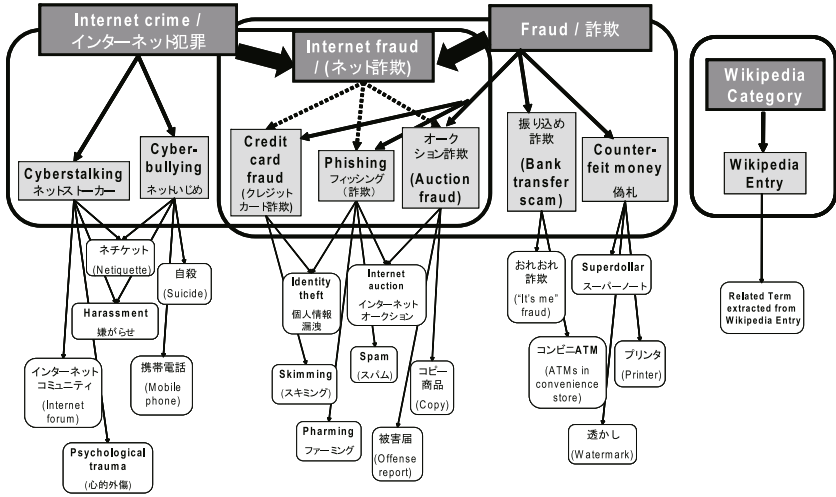 Internet crime /
インターネット犯罪
Internet fraud
/ (ネット詐欺)
Fraud / 詐欺
Wikipedia
Category
Cyberstalking
ネットストーカー
Cyber-
bullying
ネットいじめ
Credit
card
fraud
(クレジット
カート詐欺)
Phishing
フィッシング
(詐欺)
オーク
ション詐欺
(Auction
fraud)
振り込め
詐欺
(Bank
transfer
scam)
Counter-
feit money
偽札
Wikipedia
Entry
ネチケット
(Netiquette)
自殺
(Suicide)
Harassment
嫌がらせ
Identity
theft
個人情報
漏洩
Internet
auction
インターネット
オークション
おれおれ
詐欺
("It's me"
fraud)
Superdollar
スーパーノート
Related Term
extracted from
Wikipedia Entry
インターネット
コミュニティ
(Internet
forum)
携帯電話
(Mobile
phone)
Skimming
(スキミング)
Spam
(スパム)
コピー
商品
(Copy)
コンビニATM
(ATMs in
convenience
store)
プリンタ
(Printer)
Psychological
trauma
(心的外傷)
Pharming
ファーミング
被害届
(Offense
report)
透かし
(Watermark)